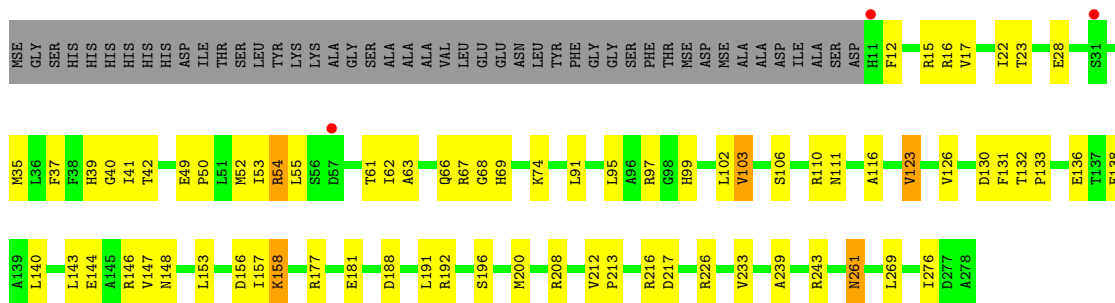 MSE GLY SER HIS HIS HIS HIS HIS HIS ASP ILE THR SER LEU TYR LYS LYS ALA GLY SER ALA ALA ALA VAL LEU GLU GLU ASN LEU TYR PHE GLY GLY SER PHE THR MSE ASP MSE ALA ALA ASP ILE ALA SER ASP H11 F12 R15 R16 V17 I22 T23 E28 S31
M35 L36 F37 F38 H39 G40 I41 T42 E49 P50 L51 M52 I53 R54 L55 S56 D57 T61 I62 A63 Q66 R67 G68 H69 K74 L91 L95 A96 R97 G98 H99 L102 V103 S106 R110 N111 A116 V123 V126 D130 F131 T132 P133 E136 T137
A139 L140 L143 E144 A145 R146 V147 N148 L153 D156 I157 K158 R177 E181 D188 L191 R192 S196 M200 R208 V212 P213 R216 D217 R226 V233 A239 R243 N261 L269 I276 D277 A278